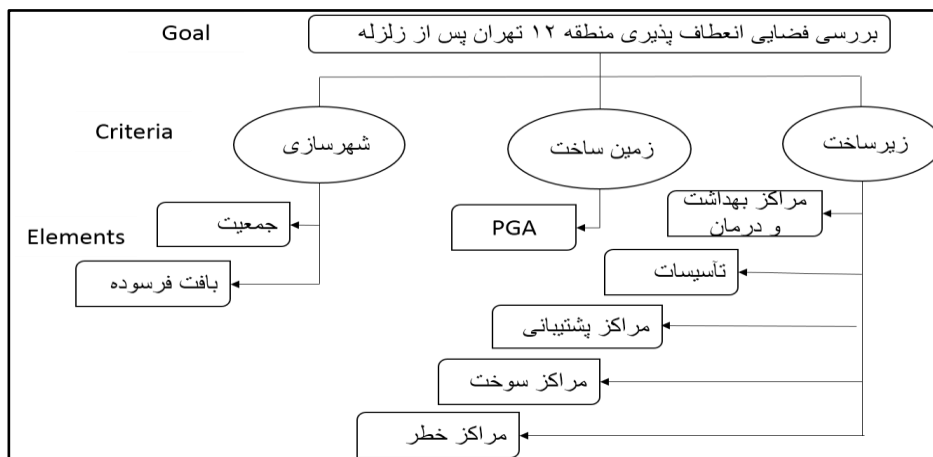 Goal
بررسی فضایی انعطاف پذیری منطقه ۱۲ تهران پس از زلزله
Criteria
زیرساخت
زمین ساخت
شهرسازی
Elements
مراکز بهداشت
و درمان
تآسیسات
مراکز پشتیبانی
مراکز سوخت
مراکز خطر
PGA
جمعیت
بافت فرسوده